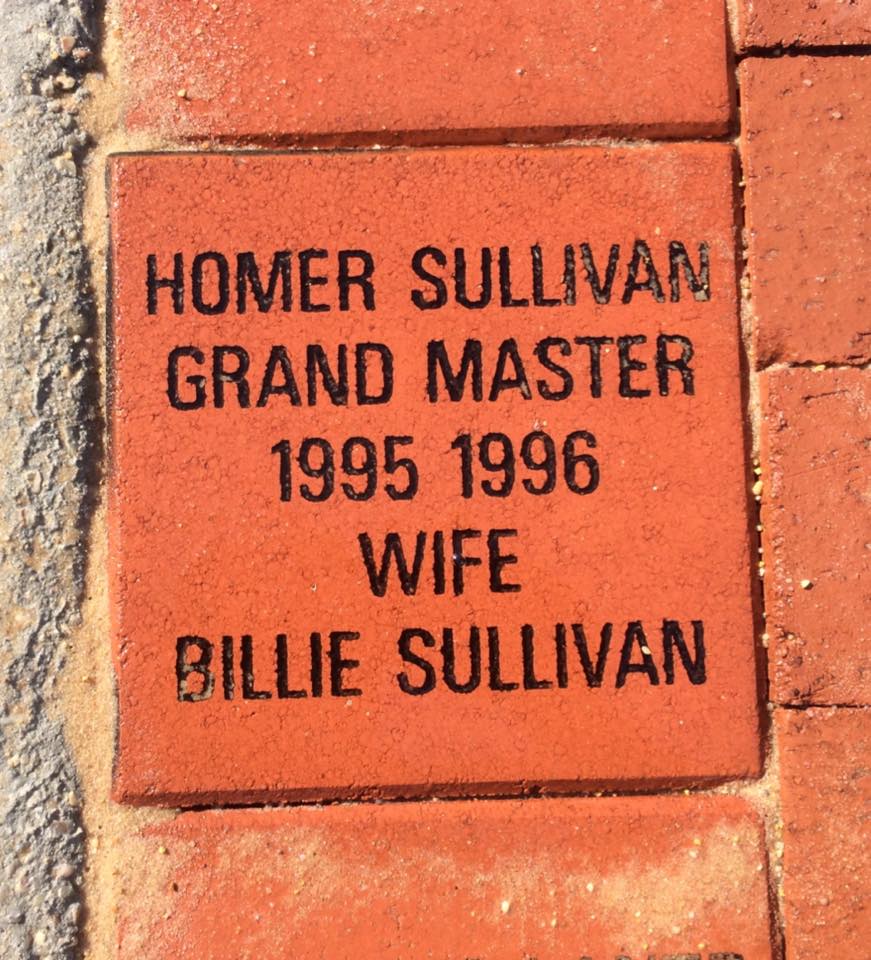 HOMER SULLIVAN
GRAND MASTER
1995 1996
WIFE
BILLIE SULLIVAN